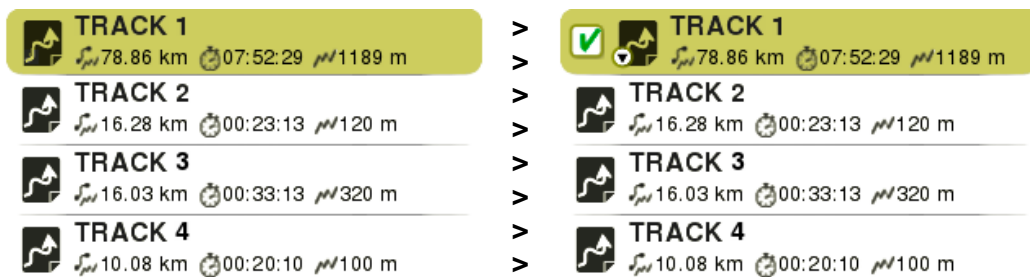 TRACK 1
78.86 km 07:52:29 1189 m
TRACK 2
16.28 km 00:23:13 120 m
TRACK 3
16.03 km 00:33:13 320 m
TRACK 4
10.08 km 00:20:10 100 m
>
>
>
>
>
>
>
>
TRACK 1
78.86 km 07:52:29 1189 m
TRACK 2
16.28 km 00:23:13 120 m
TRACK 3
16.03 km 00:33:13 320 m
TRACK 4
10.08 km 00:20:10 100 m